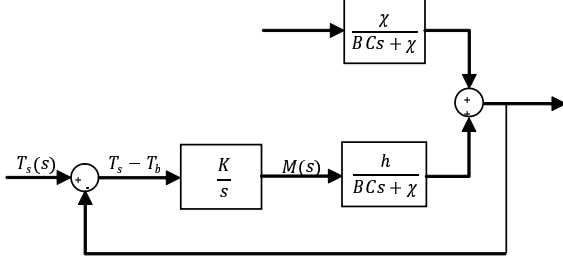 χ
BCs + χ
+
+
T_s(s)
+
-
T_s − T_b
K
s
M(s)
h
BCs + χ